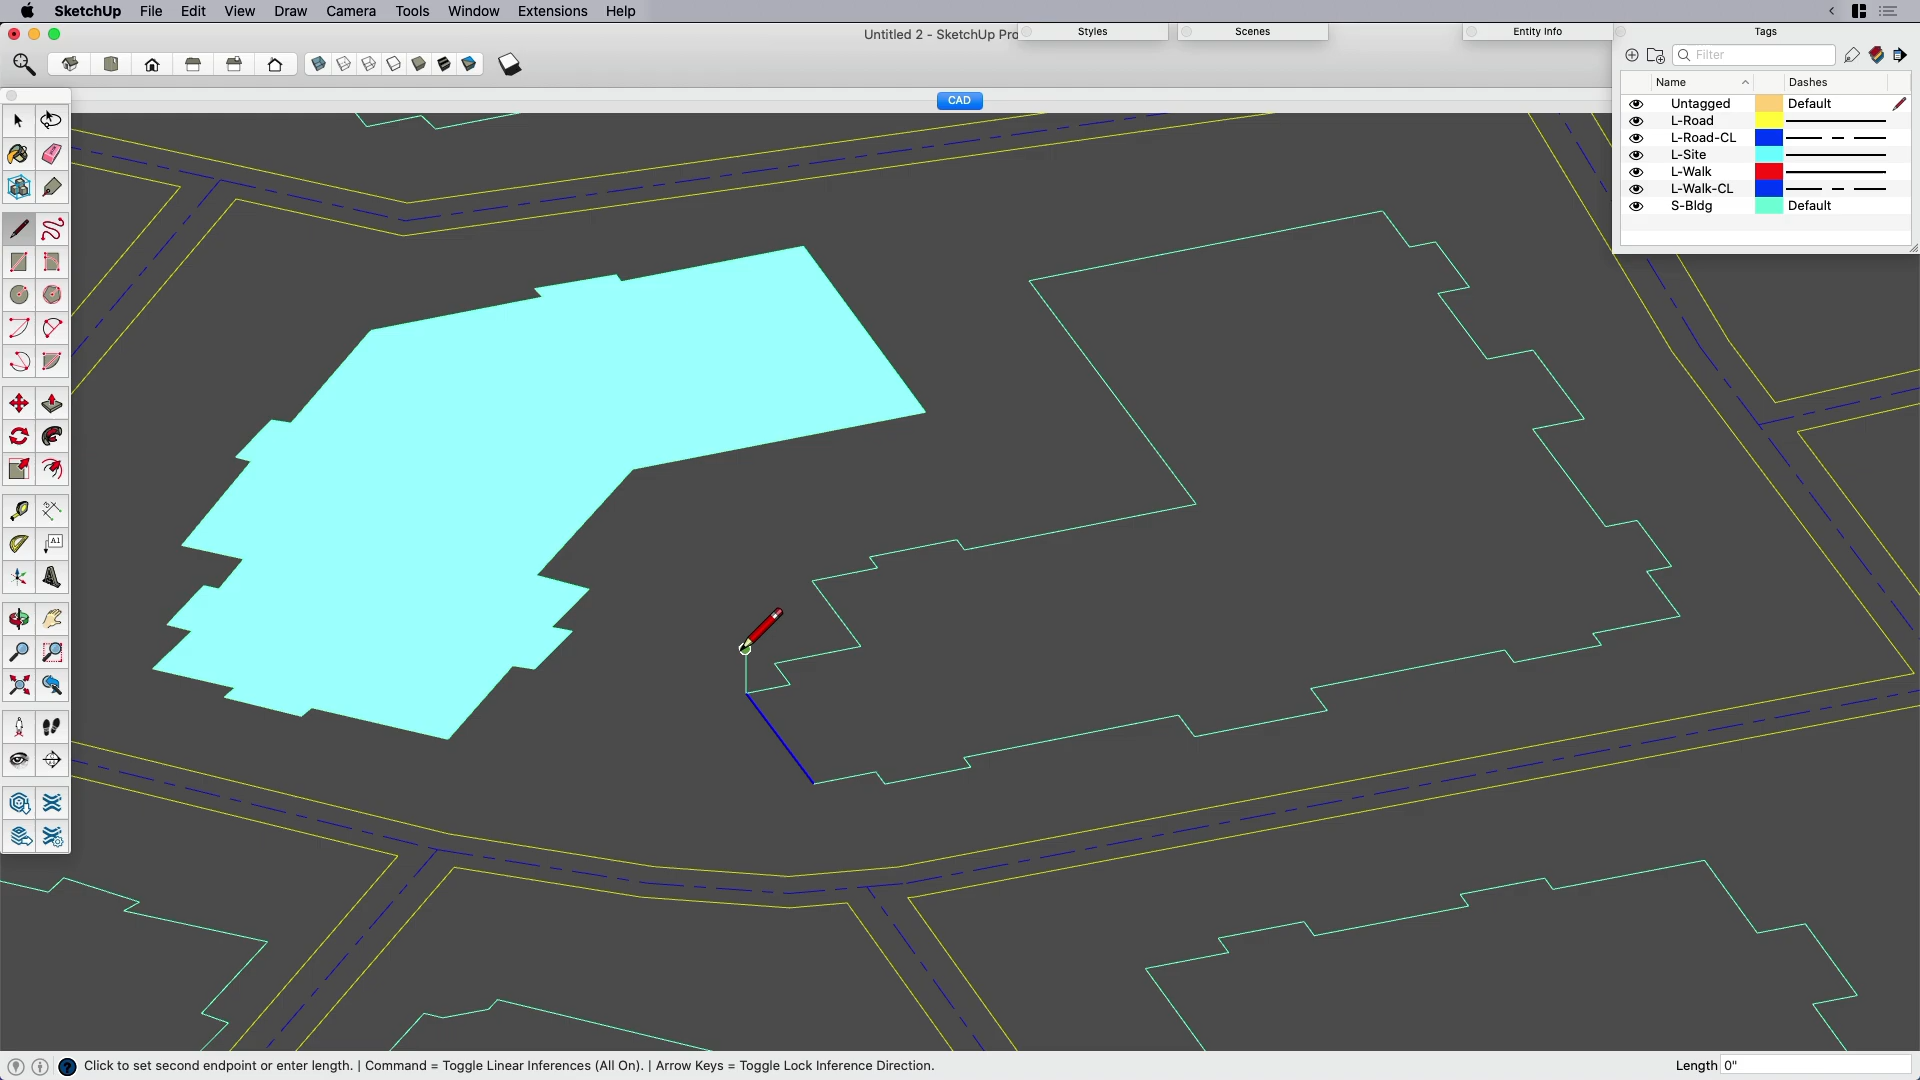 SketchUp File Edit View Draw Camera Tools Window Extensions Help
Untitled 2 - SketchUp Pro
Styles
Scenes
Entity Info
Tags
Filter
Name Dashes
CAD
Untagged Default
L-Road
L-Road-CL
L-Site
L-Walk
L-Walk-CL
S-Bldg Default
A1
Click to set second endpoint or enter length. | Command = Toggle Linear Inferences (All On). | Arrow Keys = Toggle Lock Inference Direction.
Length 0"